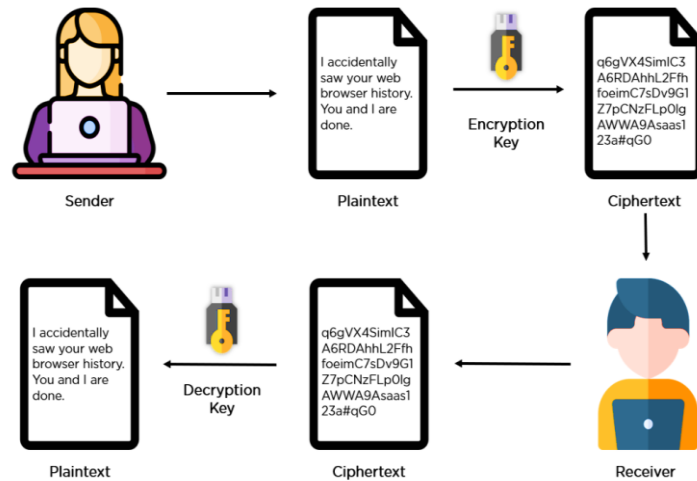 I accidentally
saw your web
browser history.
You and I are
done.
Encryption
Key
q6gVX4SimlC3
A6RDAhhL2Ffh
foeimC7sDv9G1
Z7pCNzFLp0lg
AWWA9Asaas1
23a#qG0
Sender
Plaintext
Ciphertext
I accidentally
saw your web
browser history.
You and I are
done.
Decryption
Key
q6gVX4SimlC3
A6RDAhhL2Ffh
foeimC7sDv9G1
Z7pCNzFLp0lg
AWWA9Asaas1
23a#qG0
Plaintext
Ciphertext
Receiver